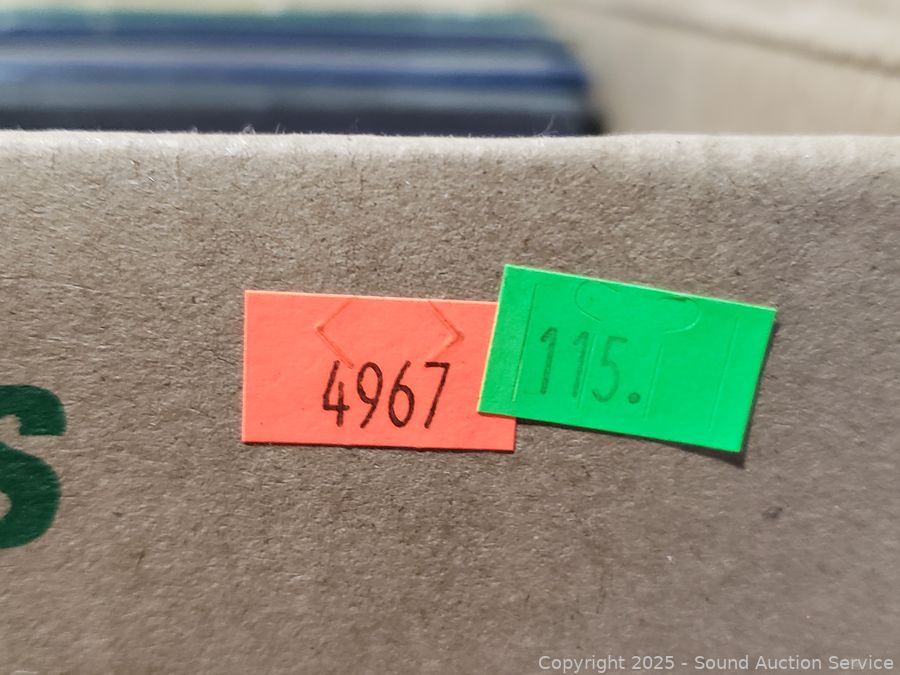 4967
115.
S
Copyright 2025 - Sound Auction Service